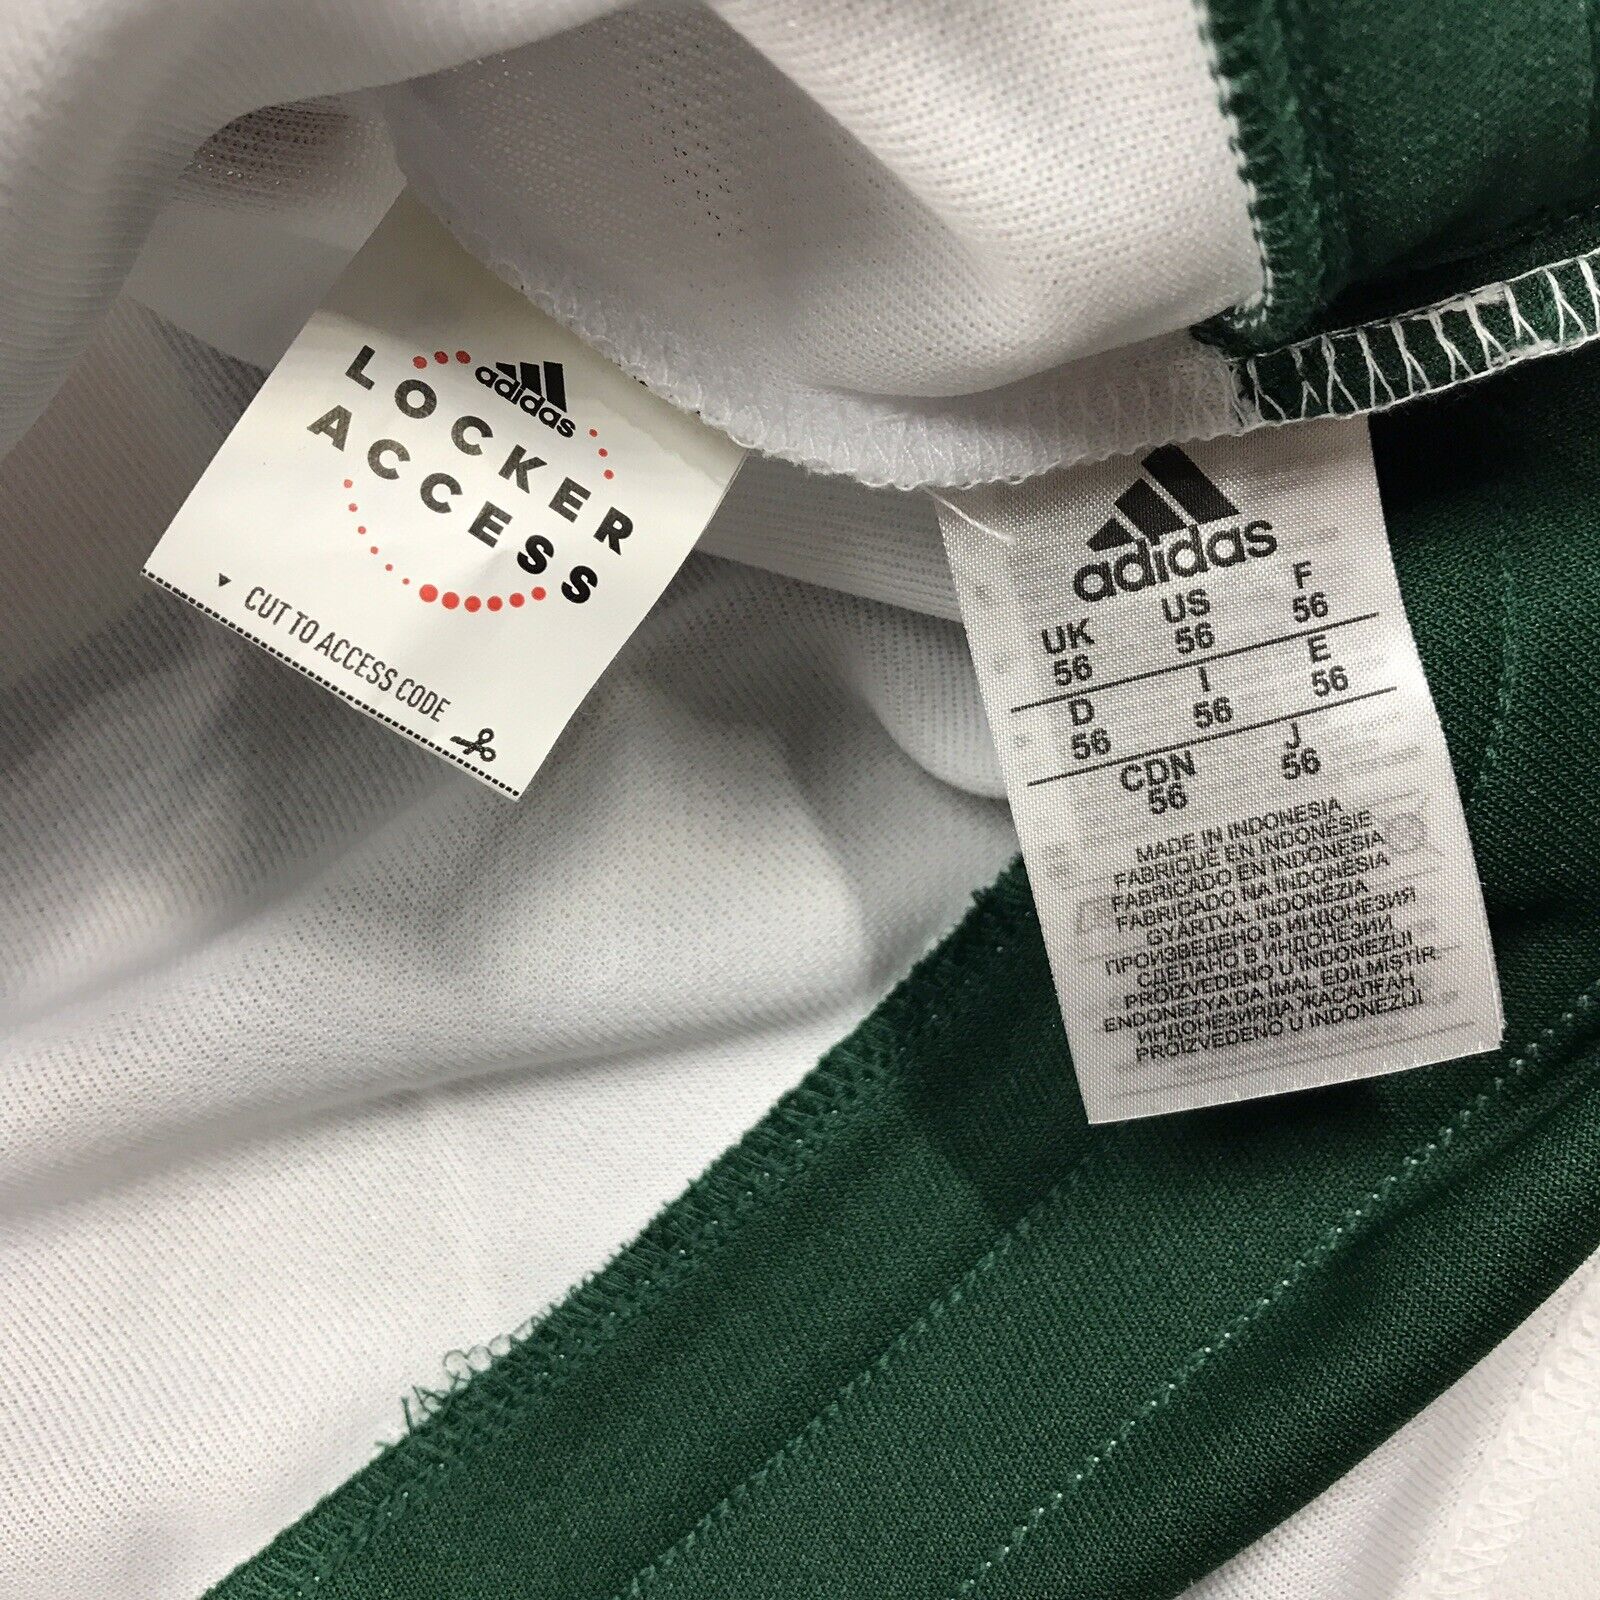 adidas
LOCKER
ACCESS
CUT TO ACCESS CODE
adidas
UK US F
56 56 56
D I E
56 56 56
CDN J
56 56
MADE IN INDONESIA
FABRIQUÉ EN INDONÉSIE
FABRICADO EN INDONESIA
FABRICADO NA INDONÉSIA
GYÁRTVA: INDONÉZIA
ПРОИЗВЕДЕНО В ИНДОНЕЗИЯ
СДЕЛАНО В ИНДОНЕЗИИ
PROIZVEDENO U INDONEZIJI
ENDONEZYA'DA İMAL EDİLMİŞTİR
ИНДОНЕЗИЯДА ЖАСАЛҒАН
PROIZVEDENO U INDONEZIJI